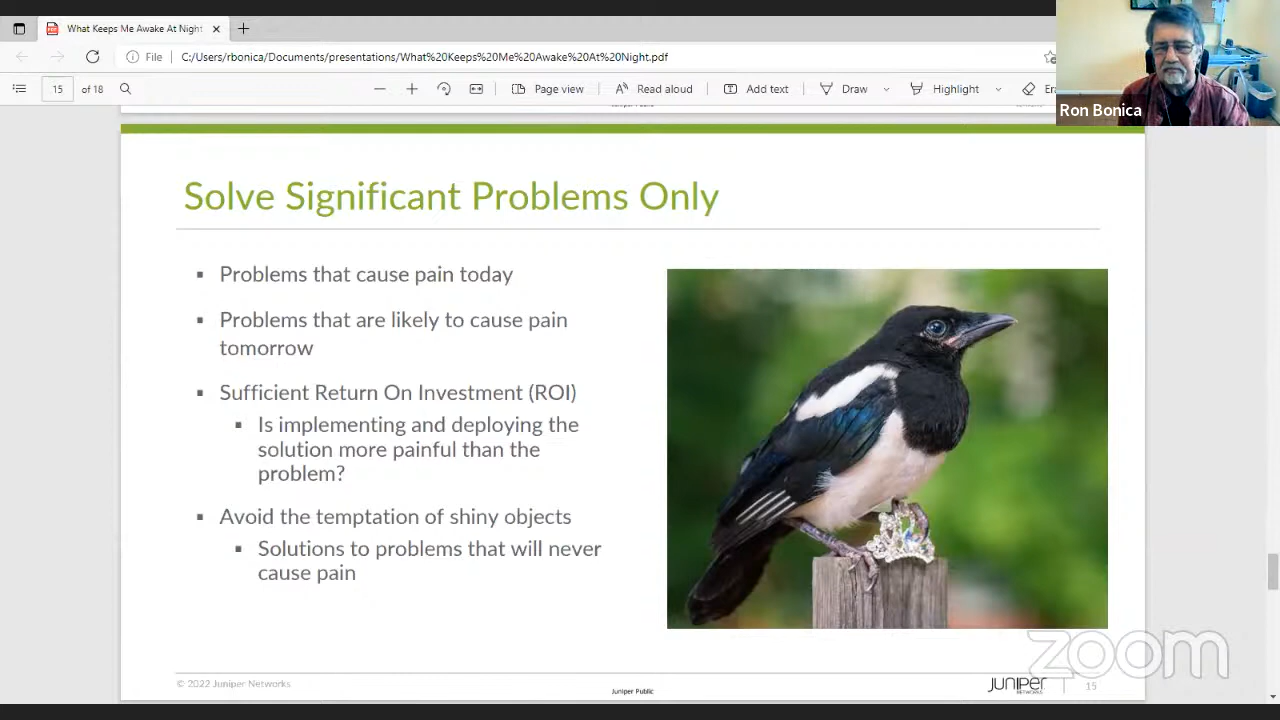 What Keeps Me Awake At Night
File
C:/Users/rbonica/Documents/presentations/What%20Keeps%20Me%20Awake%20At%20Night.pdf
15
of 18
Page view
Read aloud
Add text
Draw
Highlight
Ron Bonica
Solve Significant Problems Only
▪ Problems that cause pain today
▪ Problems that are likely to cause pain
tomorrow
▪ Sufficient Return On Investment (ROI)
▪ Is implementing and deploying the
solution more painful than the
problem?
▪ Avoid the temptation of shiny objects
▪ Solutions to problems that will never
cause pain
zoom
© 2022 Juniper Networks
Juniper Public
JUNIPER
NETWORKS
15